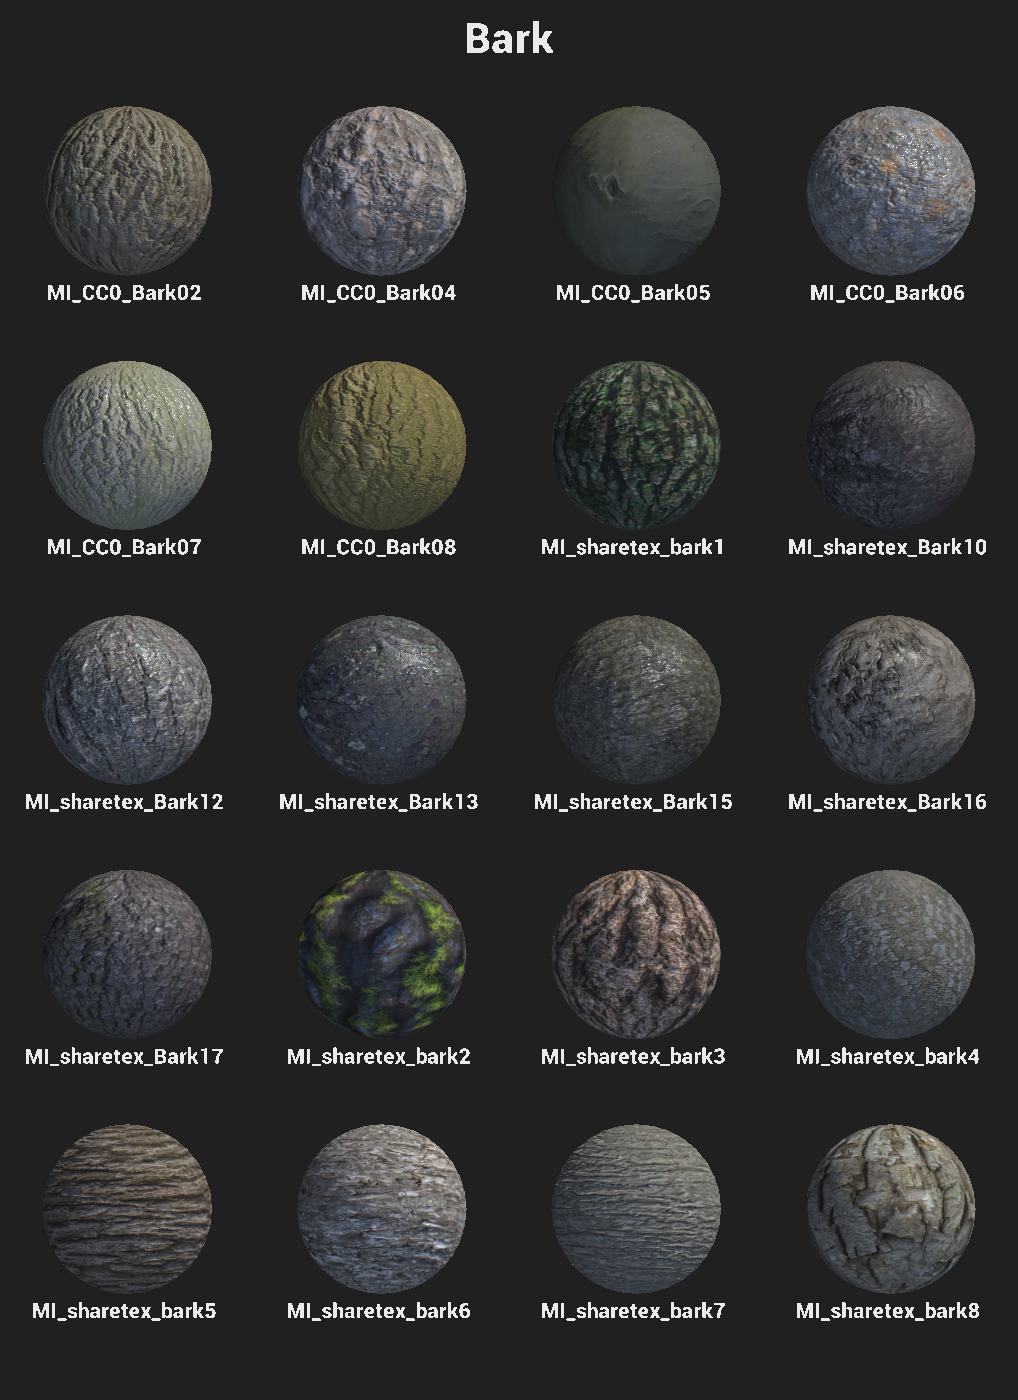 Bark
MI_CC0_Bark02
MI_CC0_Bark04
MI_CC0_Bark05
MI_CC0_Bark06
MI_CC0_Bark07
MI_CC0_Bark08
MI_sharetex_bark1
MI_sharetex_Bark10
MI_sharetex_Bark12
MI_sharetex_Bark13
MI_sharetex_Bark15
MI_sharetex_Bark16
MI_sharetex_Bark17
MI_sharetex_bark2
MI_sharetex_bark3
MI_sharetex_bark4
MI_sharetex_bark5
MI_sharetex_bark6
MI_sharetex_bark7
MI_sharetex_bark8